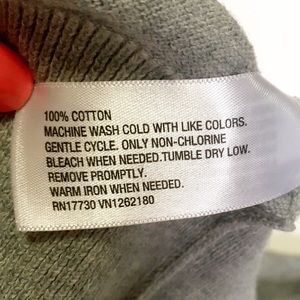 100% COTTON
MACHINE WASH COLD WITH LIKE COLORS.
GENTLE CYCLE. ONLY NON-CHLORINE
BLEACH WHEN NEEDED.TUMBLE DRY LOW.
REMOVE PROMPTLY.
WARM IRON WHEN NEEDED.
RN17730 VN1262180